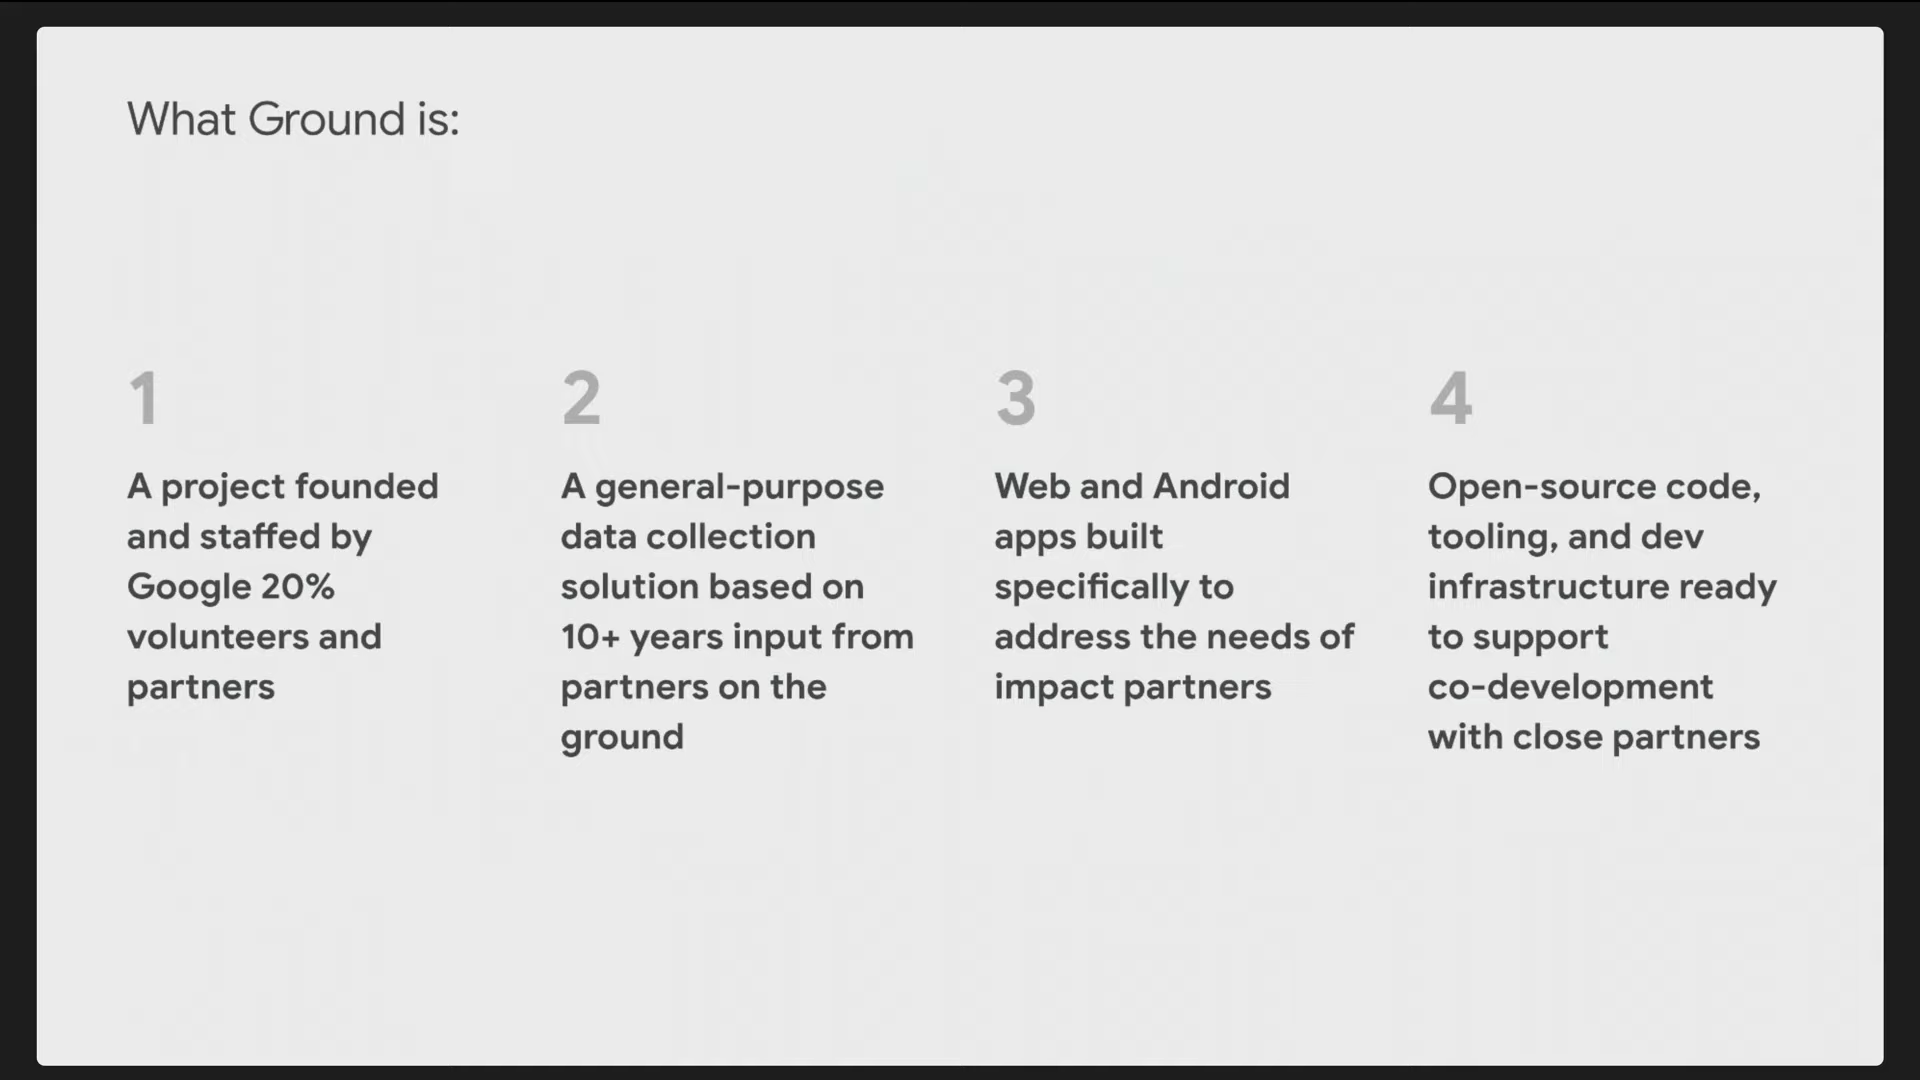 What Ground is:
1
A project founded
and staffed by
Google 20%
volunteers and
partners
2
A general-purpose
data collection
solution based on
10+ years input from
partners on the
ground
3
Web and Android
apps built
specifically to
address the needs of
impact partners
4
Open-source code,
tooling, and dev
infrastructure ready
to support
co-development
with close partners